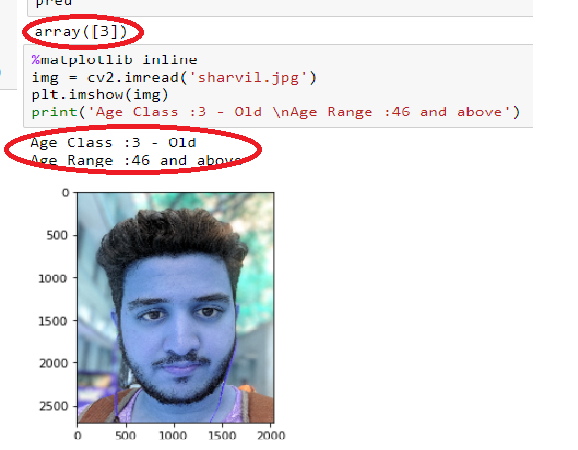 pred
array([3])
%matplotlib inline
img = cv2.imread('sharvil.jpg')
plt.imshow(img)
print('Age Class :3 - Old \nAge Range :46 and above')
Age Class :3 - Old
Age Range :46 and above
0
500
1000
1500
2000
2500
0 500 1000 1500 2000